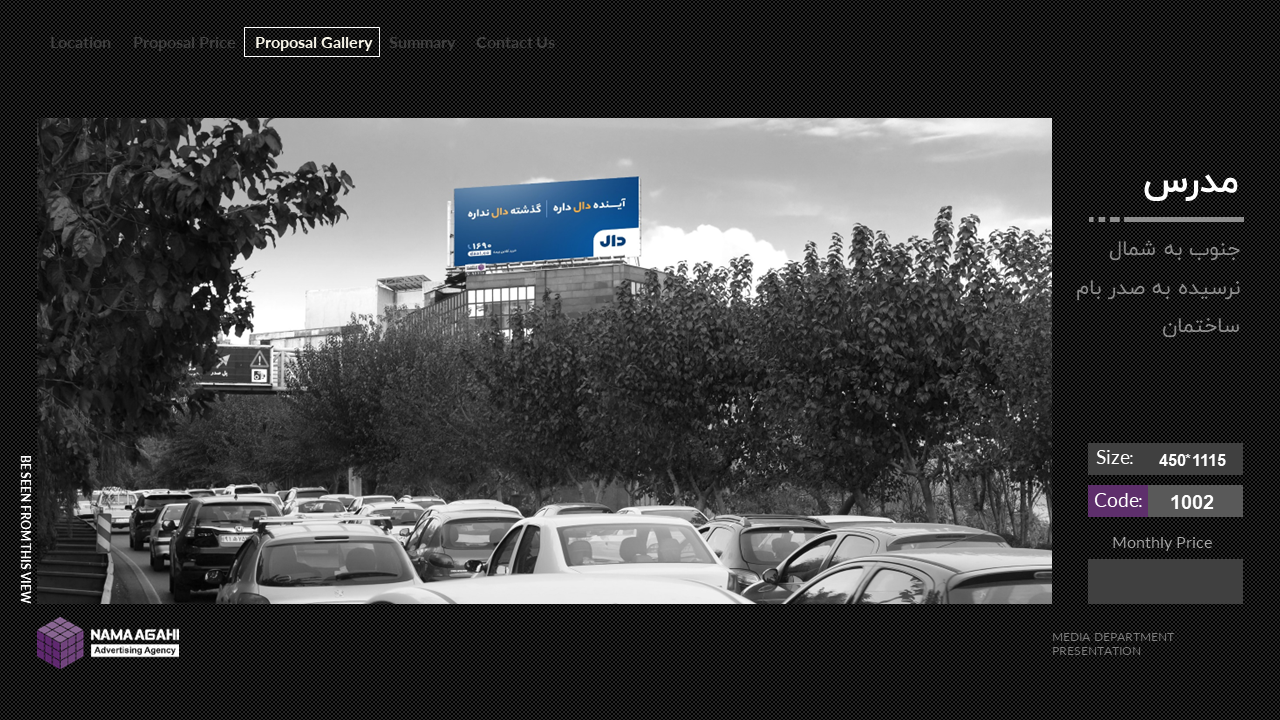 Location
Proposal Price
Proposal Gallery
Summary
Contact Us
آینده دال داره
گذشته دال نداره
دال
۱۶۹۰
مدرس
جنوب به شمال
نرسیده به صدر بام
ساختمان
Size: 450*1115
Code: 1002
Monthly Price
BE SEEN FROM THIS VIEW
NAMA AGAHI
Advertising Agency
MEDIA DEPARTMENT
PRESENTATION